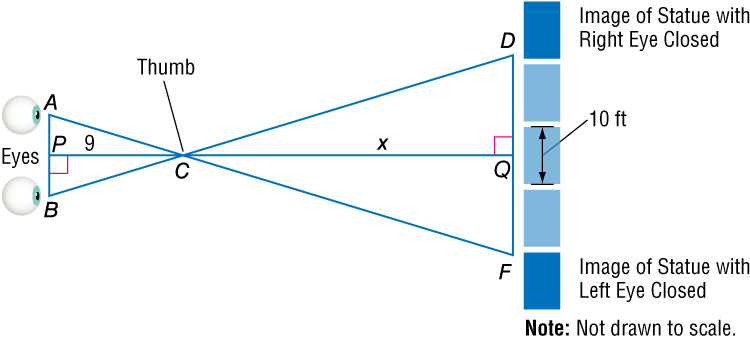 Image of Statue with
Right Eye Closed
D
Thumb
A
10 ft
P
9
x
Eyes
C
Q
B
F
Image of Statue with
Left Eye Closed
Note: Not drawn to scale.